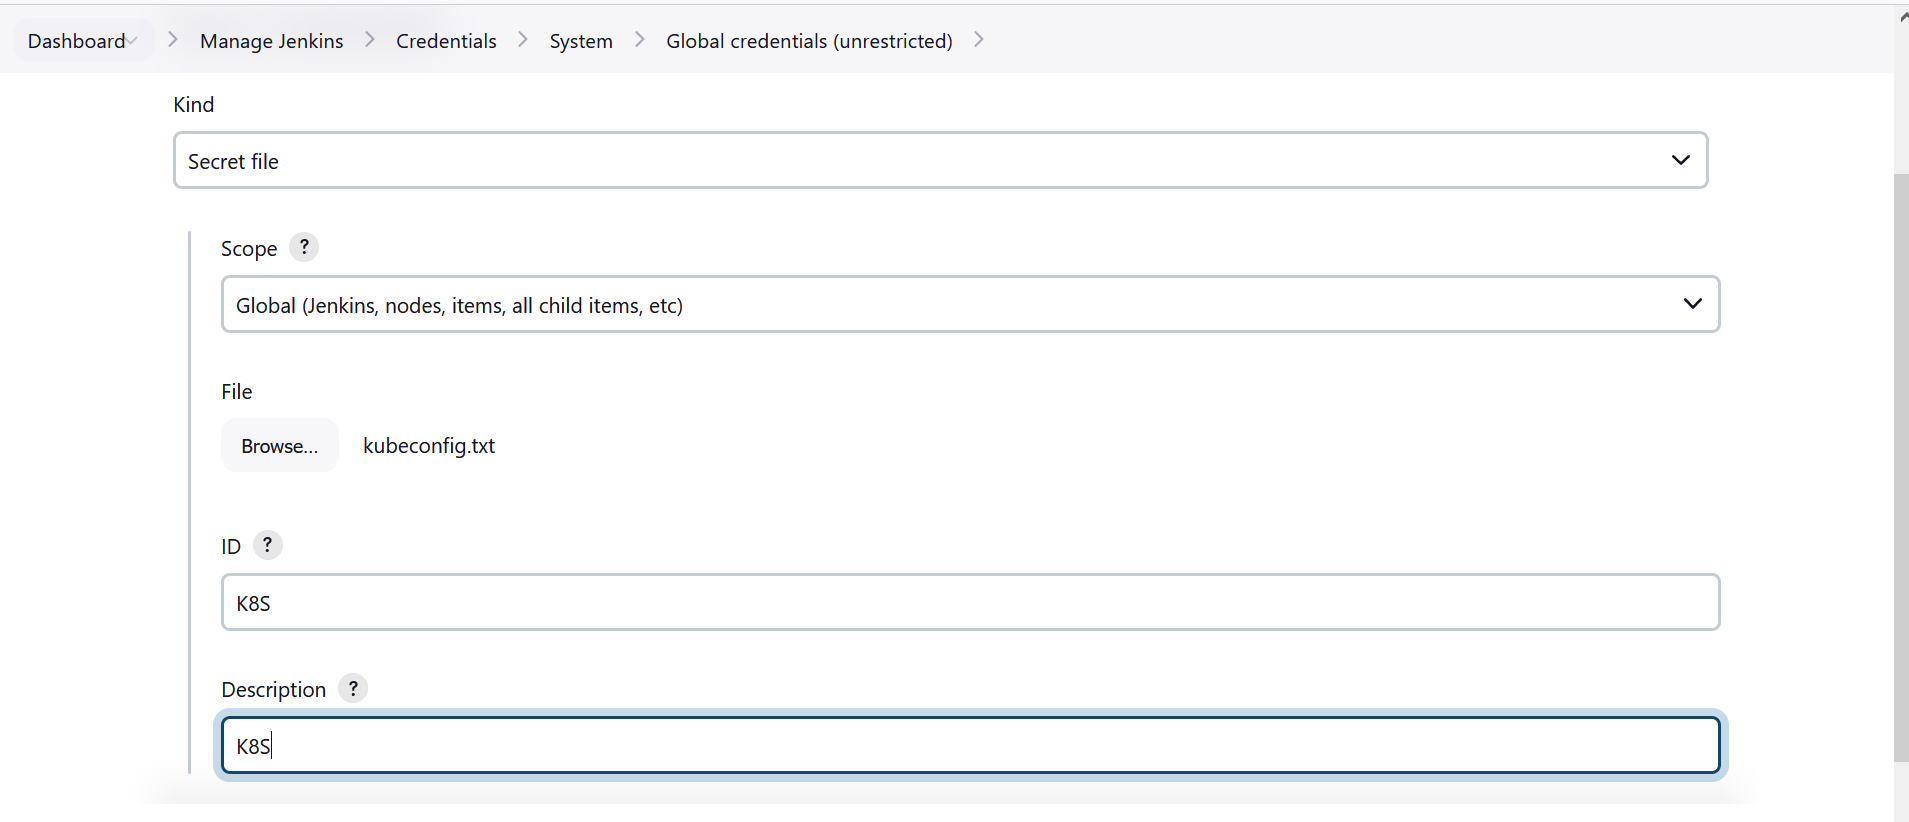 Dashboard > Manage Jenkins > Credentials > System > Global credentials (unrestricted) >
Kind
Secret file
Scope ?
Global (Jenkins, nodes, items, all child items, etc)
File
Browse... kubeconfig.txt
ID ?
K8S
Description ?
K8S